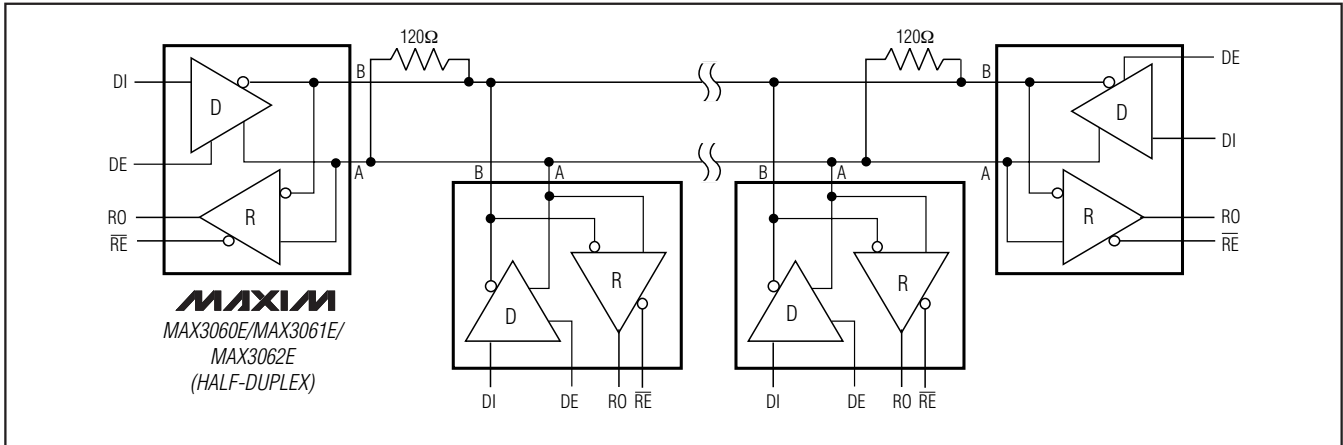 120Ω
120Ω
DI
B
D
DE
A
RO
R
RE
B
DE
D
DI
A
R
RO
RE
B
A
R
D
DI
DE
RO
RE
B
A
R
D
DI
DE
RO
RE
MAXIM
MAX3060E/MAX3061E/
MAX3062E
(HALF-DUPLEX)